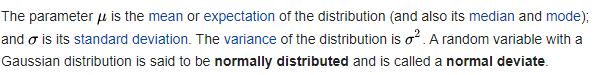 The parameter μ is the mean or expectation of the distribution (and also its median and mode);
and σ is its standard deviation. The variance of the distribution is σ². A random variable with a
Gaussian distribution is said to be normally distributed and is called a normal deviate.